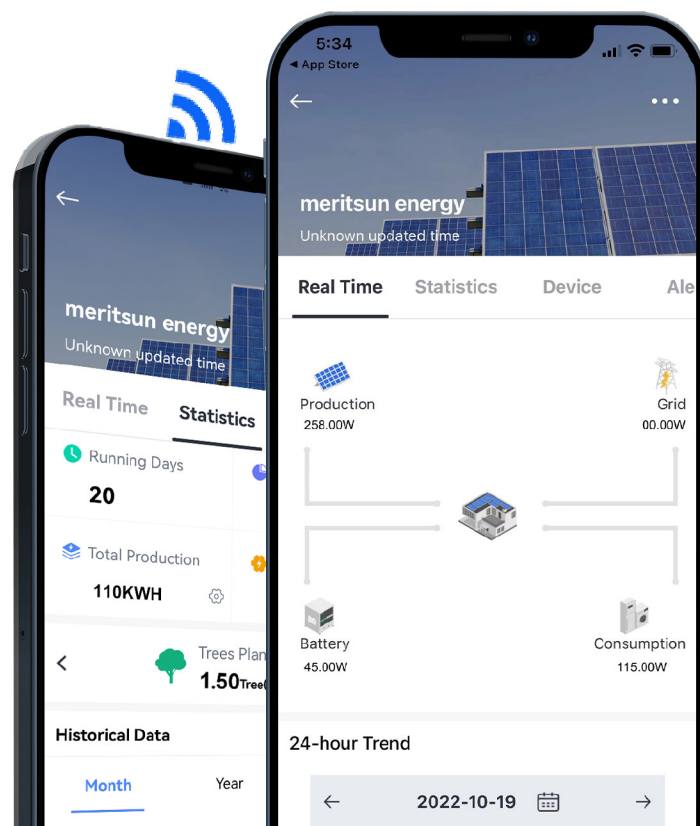 meritsun energy
Unknown updated time
Real Time Statistics
Running Days
20
Total Production
110KWH
Trees Plan
1.50Tree(
Historical Data
Month Year
5:34
App Store
meritsun energy
Unknown updated time
Real Time Statistics Device Ale
Production Grid
258.00W 00.00W
Battery Consumption
45.00W 115.00W
24-hour Trend
2022-10-19